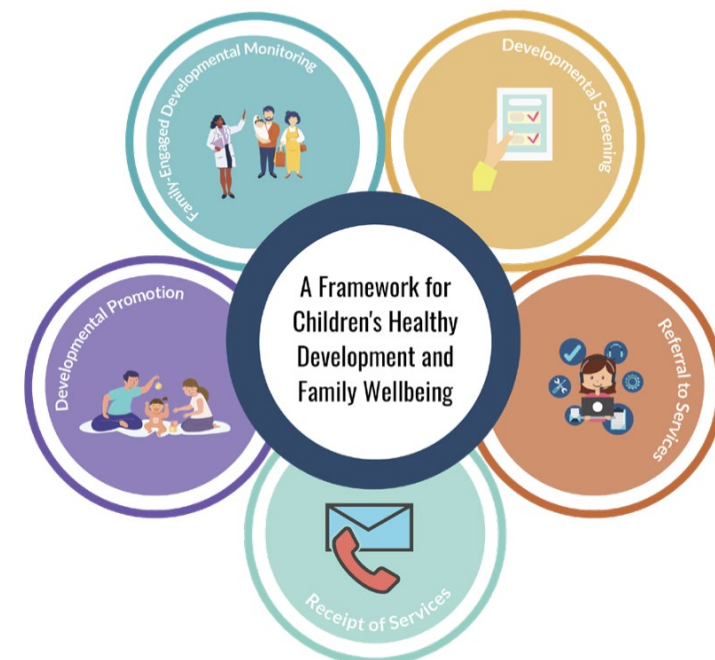 Family-Engaged Developmental Monitoring
Developmental Screening
A Framework for
Children's Healthy
Development and
Family Wellbeing
Developmental Promotion
Referral to Services
Receipt of Services